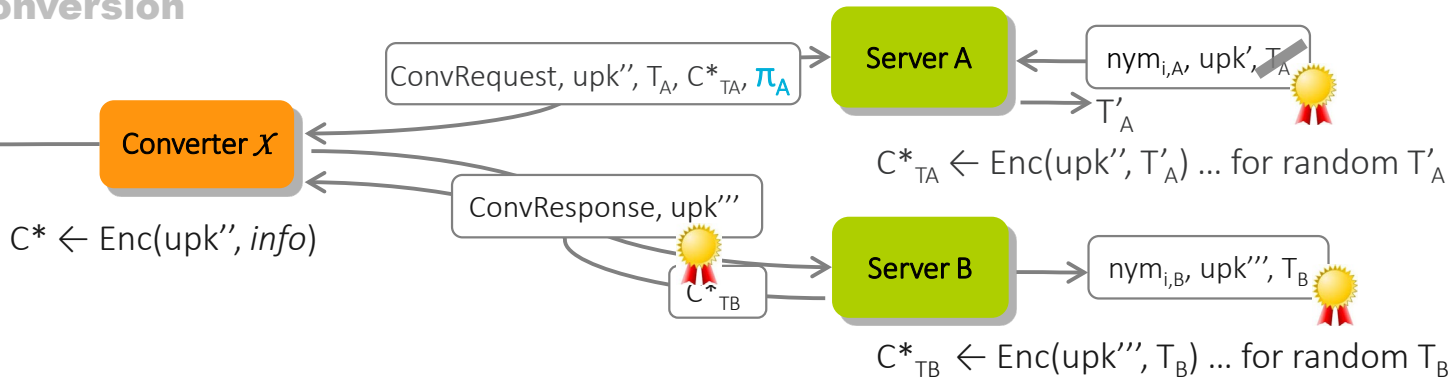 onversion
ConvRequest, upk'', T_A, C*_TA, π_A
Server A
nym_i,A, upk', T_A
T'_A
Converter X
C*_TA ← Enc(upk'', T'_A) ... for random T'_A
ConvResponse, upk'''
C* ← Enc(upk'', info)
Server B
nym_i,B, upk''', T_B
C*_TB
C*_TB ← Enc(upk''', T_B) ... for random T_B